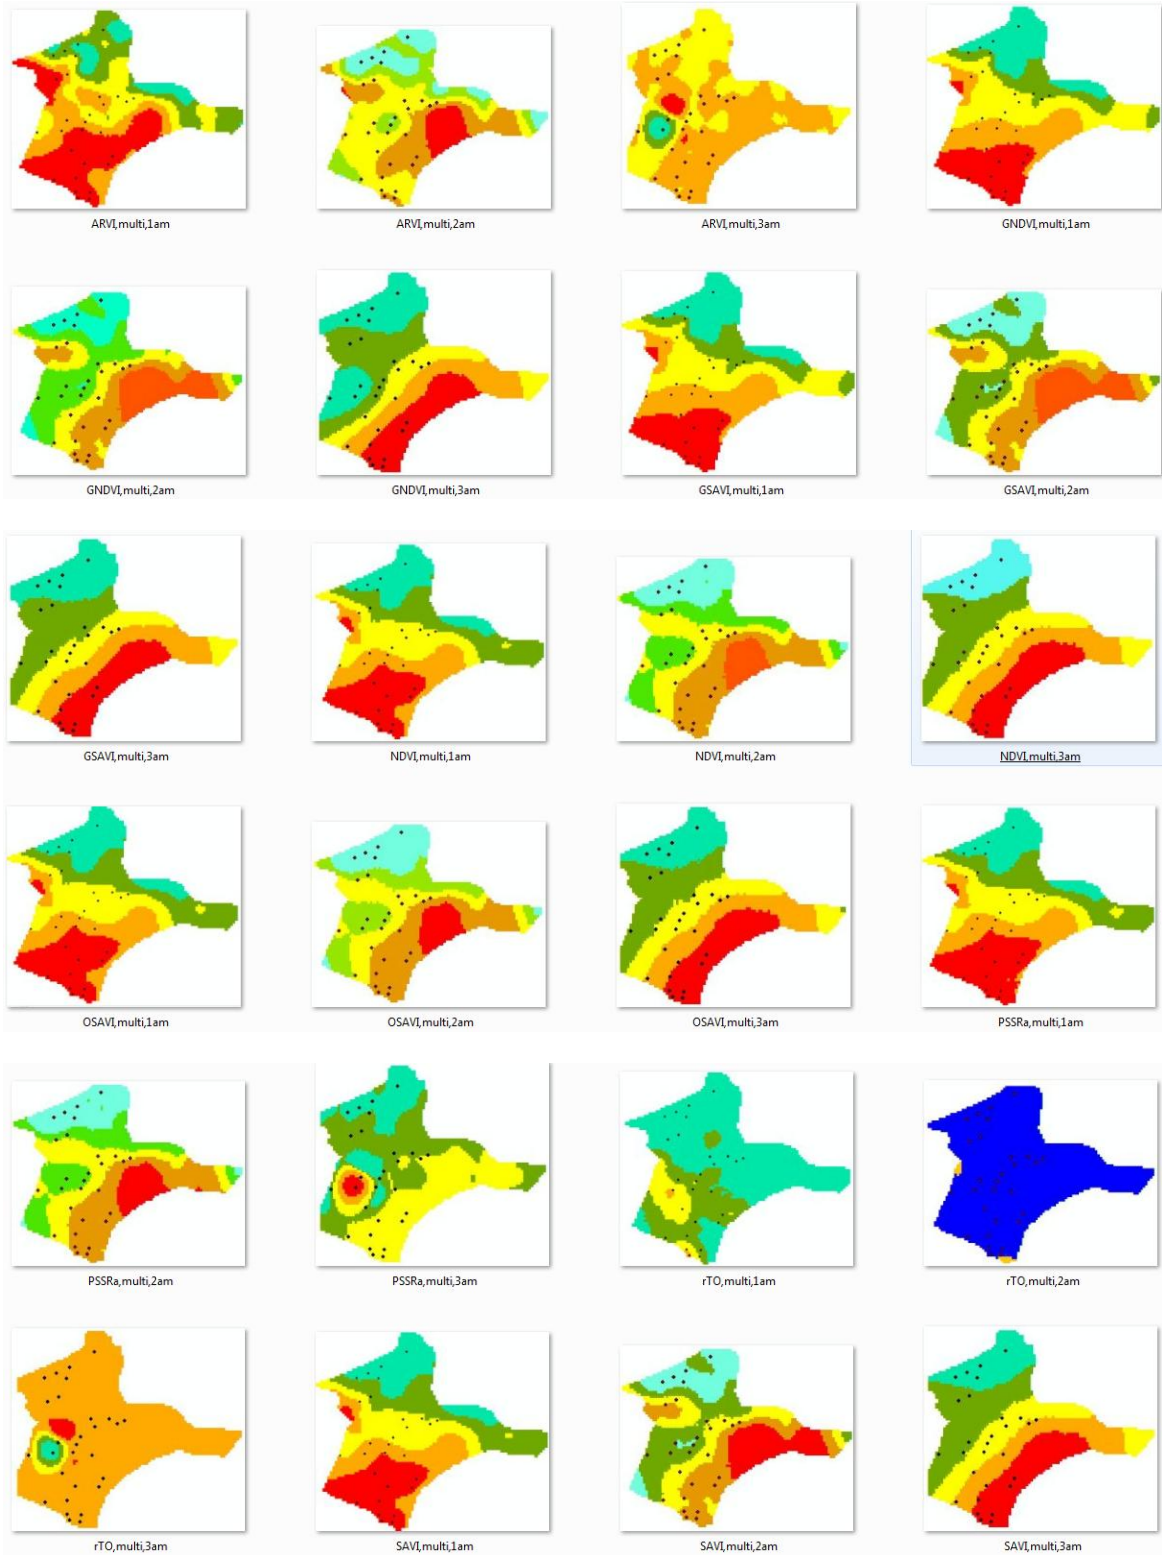 ARVI,multi,1am
ARVI,multi,2am
ARVI,multi,3am
GNDVI,multi,1am
GNDVI,multi,2am
GNDVI,multi,3am
GSAVI,multi,1am
GSAVI,multi,2am
GSAVI,multi,3am
NDVI,multi,1am
NDVI,multi,2am
NDVI,multi,3am
OSAVI,multi,1am
OSAVI,multi,2am
OSAVI,multi,3am
PSSRa,multi,1am
PSSRa,multi,2am
PSSRa,multi,3am
rTO,multi,1am
rTO,multi,2am
rTO,multi,3am
SAVI,multi,1am
SAVI,multi,2am
SAVI,multi,3am